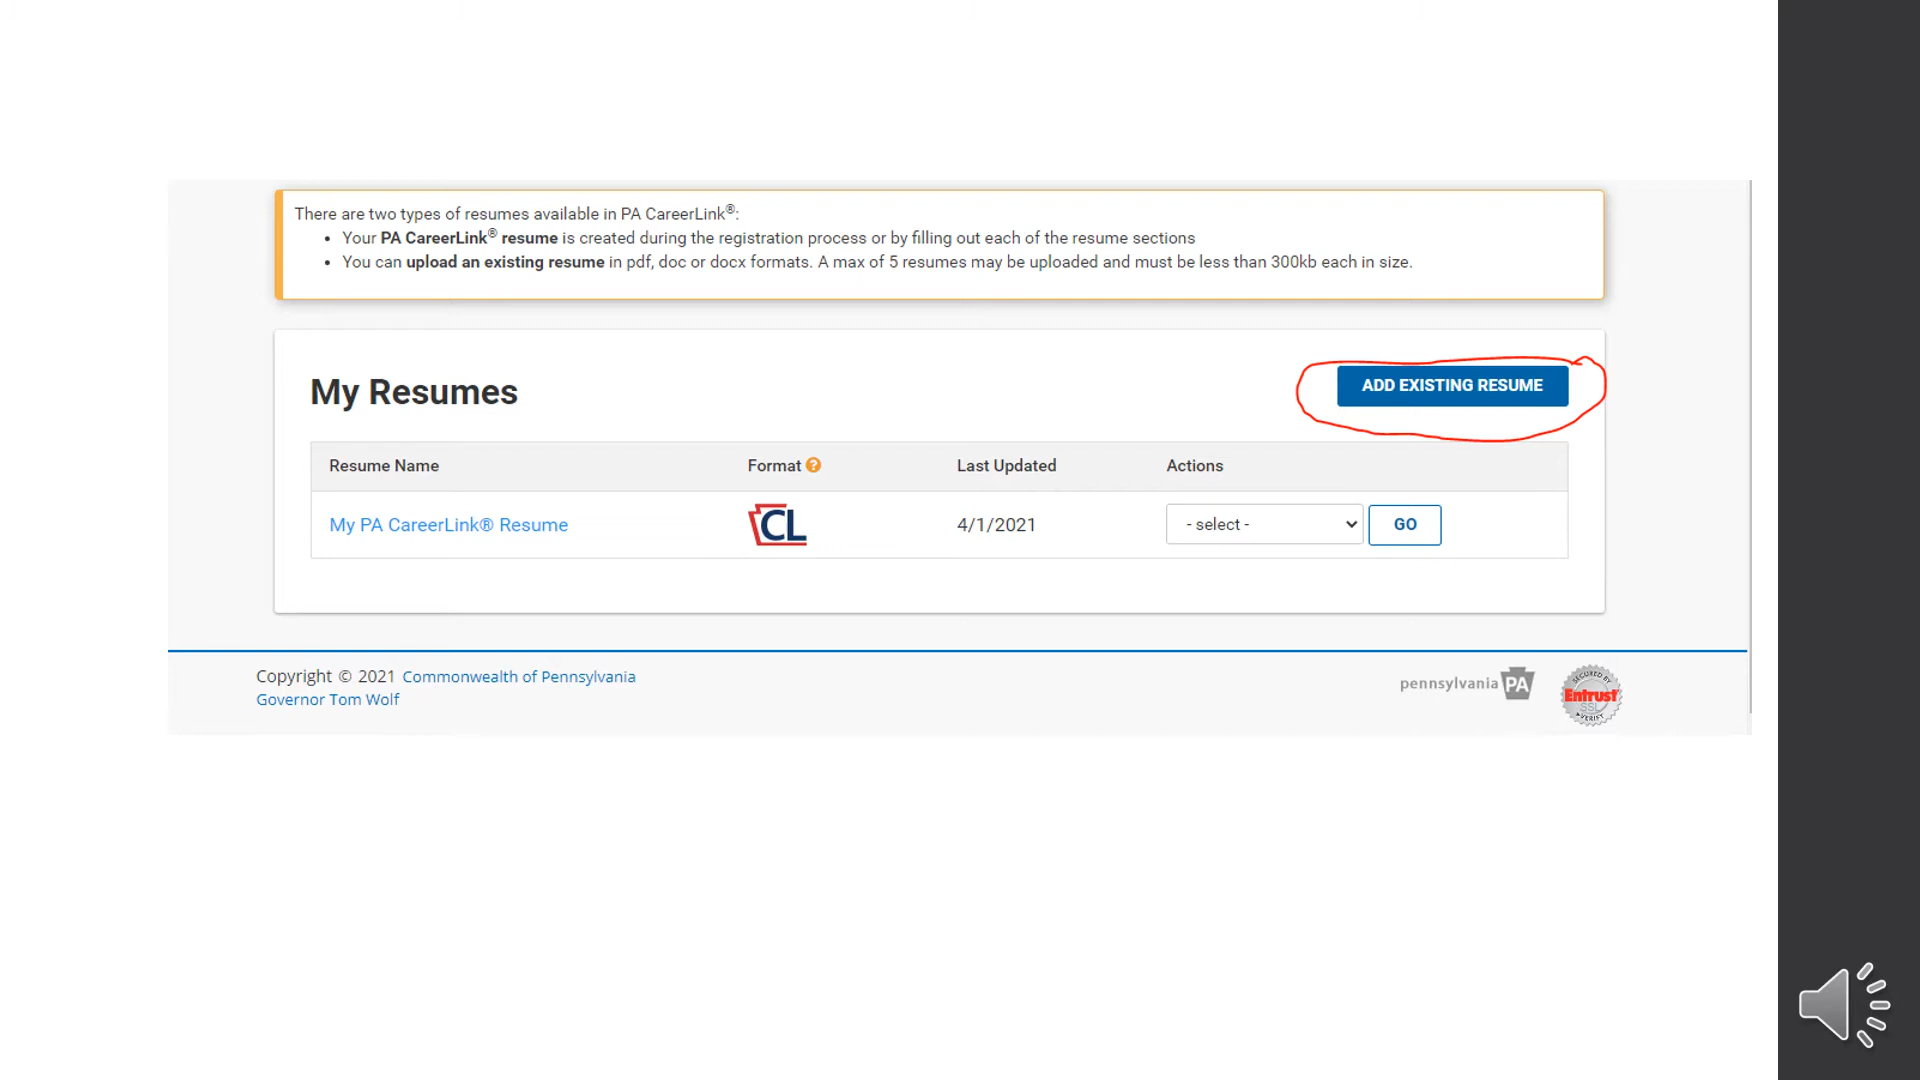 There are two types of resumes available in PA CareerLink®:
• Your PA CareerLink® resume is created during the registration process or by filling out each of the resume sections
• You can upload an existing resume in pdf, doc or docx formats. A max of 5 resumes may be uploaded and must be less than 300kb each in size.
My Resumes
ADD EXISTING RESUME
Resume Name Format ? Last Updated Actions
My PA CareerLink® Resume CL 4/1/2021 - select - GO
Copyright © 2021 Commonwealth of Pennsylvania
Governor Tom Wolf
pennsylvania PA
SECURED BY
Entrust
SSL
VERIFY